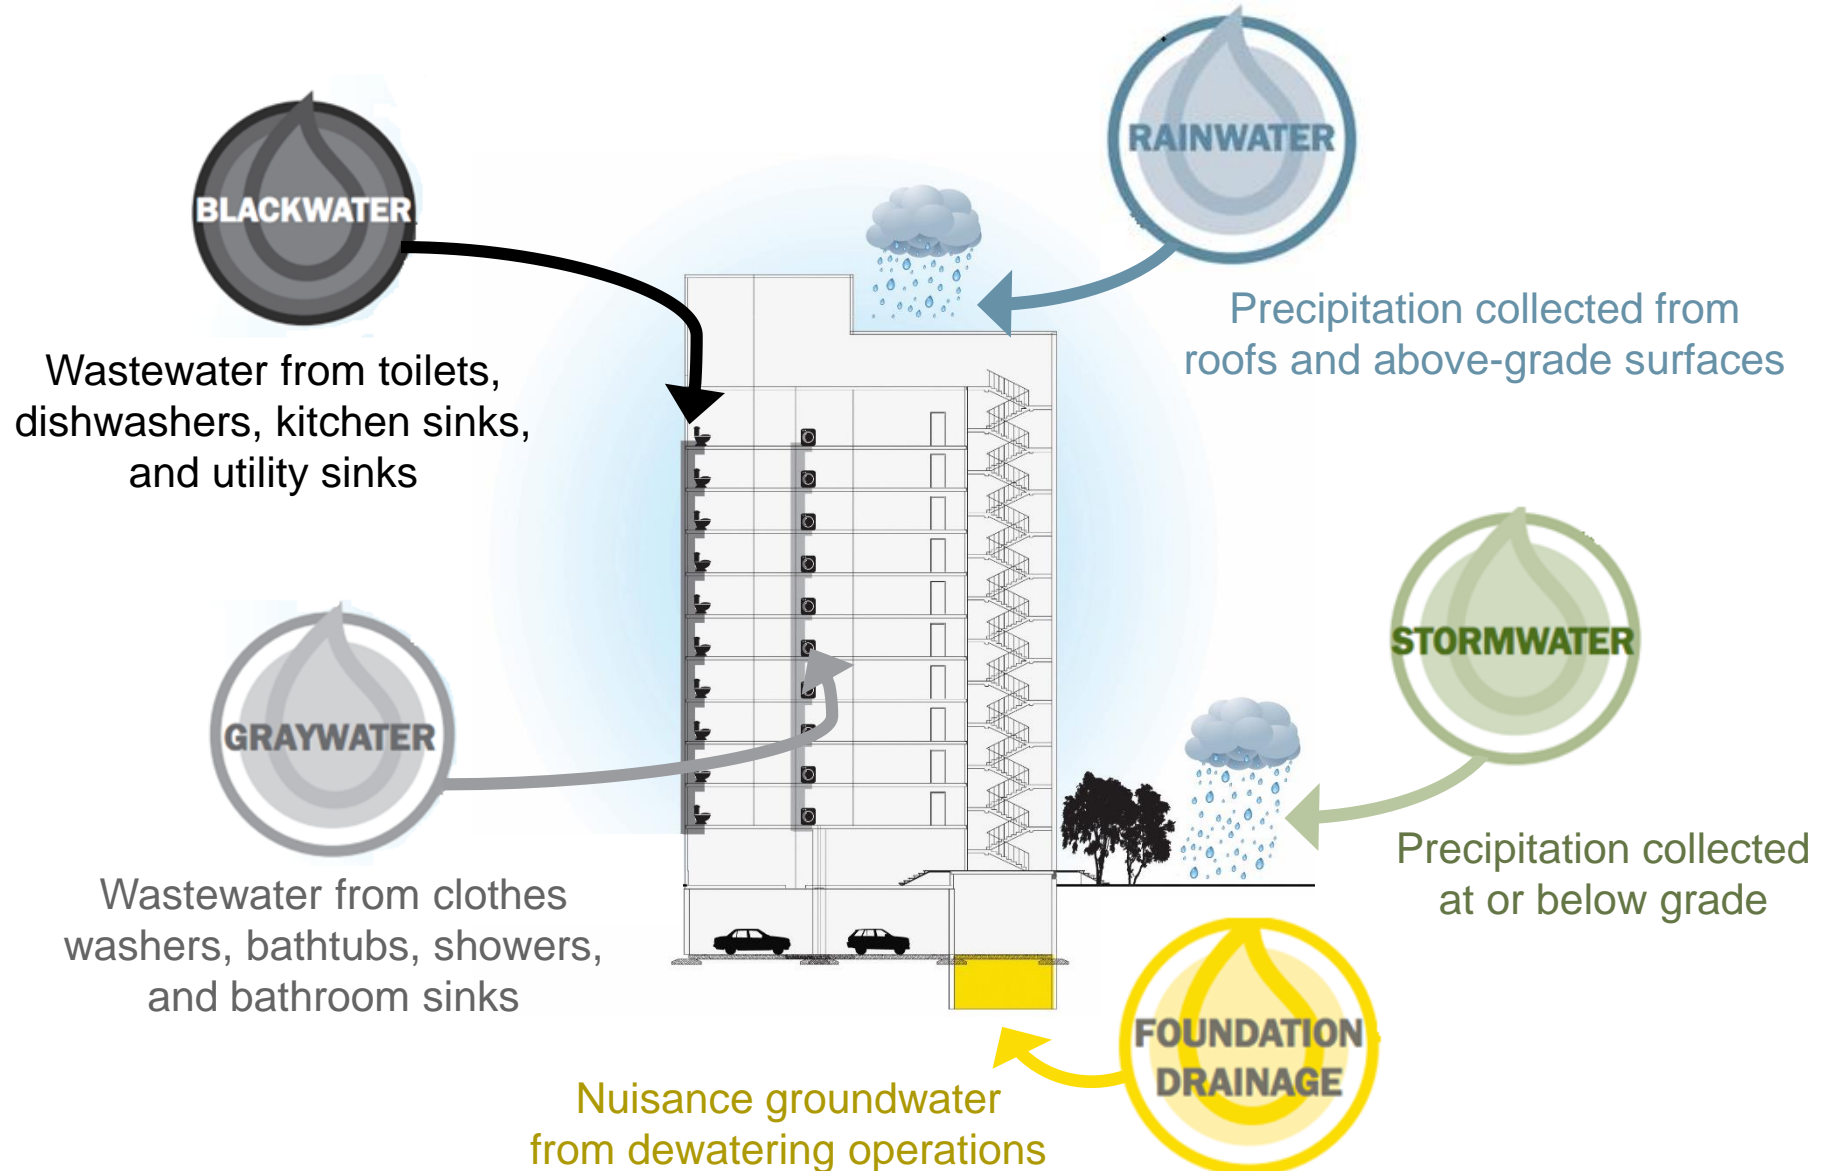 RAINWATER
Precipitation collected from
roofs and above-grade surfaces
BLACKWATER
Wastewater from toilets,
dishwashers, kitchen sinks,
and utility sinks
STORMWATER
Precipitation collected
at or below grade
GRAYWATER
Wastewater from clothes
washers, bathtubs, showers,
and bathroom sinks
FOUNDATION
DRAINAGE
Nuisance groundwater
from dewatering operations